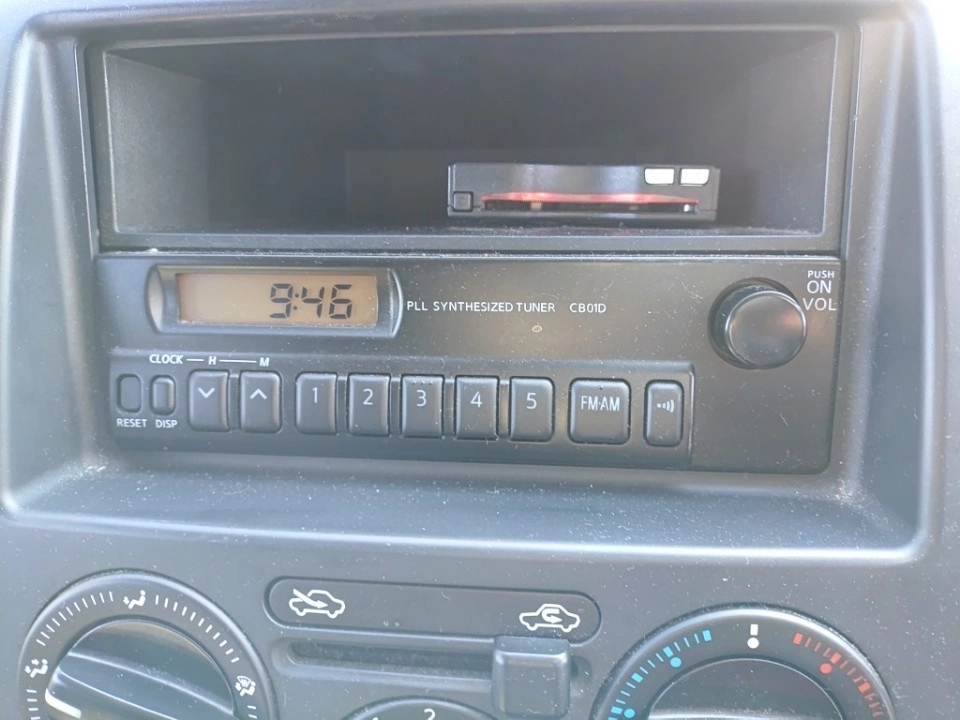 PUSH
ON
VOL
9:46
PLL SYNTHESIZED TUNER CB01D
CLOCK H M
1 2 3 4 5 FM·AM
RESET DISP
2